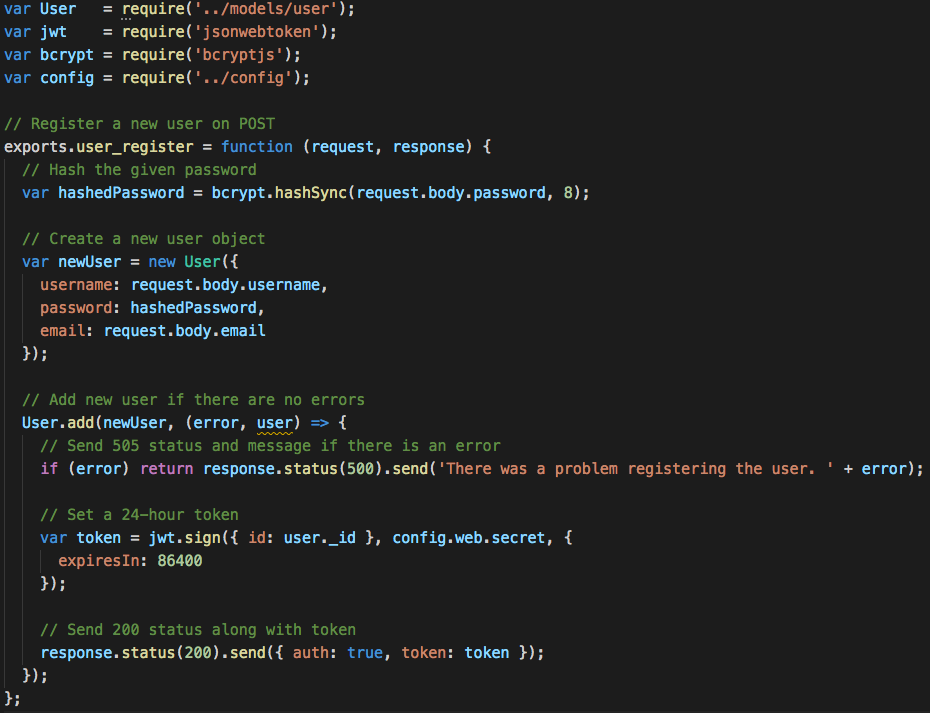 var User   = require('../models/user');
var jwt    = require('jsonwebtoken');
var bcrypt = require('bcryptjs');
var config = require('../config');

// Register a new user on POST
exports.user_register = function (request, response) {
  // Hash the given password
  var hashedPassword = bcrypt.hashSync(request.body.password, 8);

  // Create a new user object
  var newUser = new User({
    username: request.body.username,
    password: hashedPassword,
    email: request.body.email
  });

  // Add new user if there are no errors
  User.add(newUser, (error, user) => {
    // Send 505 status and message if there is an error
    if (error) return response.status(500).send('There was a problem registering the user. ' + error);

    // Set a 24-hour token
    var token = jwt.sign({ id: user._id }, config.web.secret, {
      expiresIn: 86400
    });

    // Send 200 status along with token
    response.status(200).send({ auth: true, token: token });
  });
};